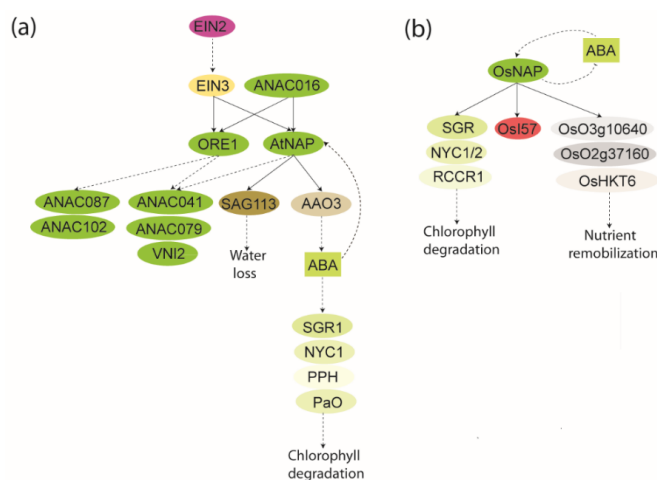 (a)
EIN2
EIN3
ANAC016
ORE1
AtNAP
ANAC087
ANAC041
SAG113
AAO3
ANAC102
ANAC079
VNI2
Water
loss
ABA
SGR1
NYC1
PPH
PaO
Chlorophyll
degradation
(b)
ABA
OsNAP
SGR
OsI57
OsO3g10640
NYC1/2
OsO2g37160
RCCR1
OsHKT6
Chlorophyll
degradation
Nutrient
remobilization